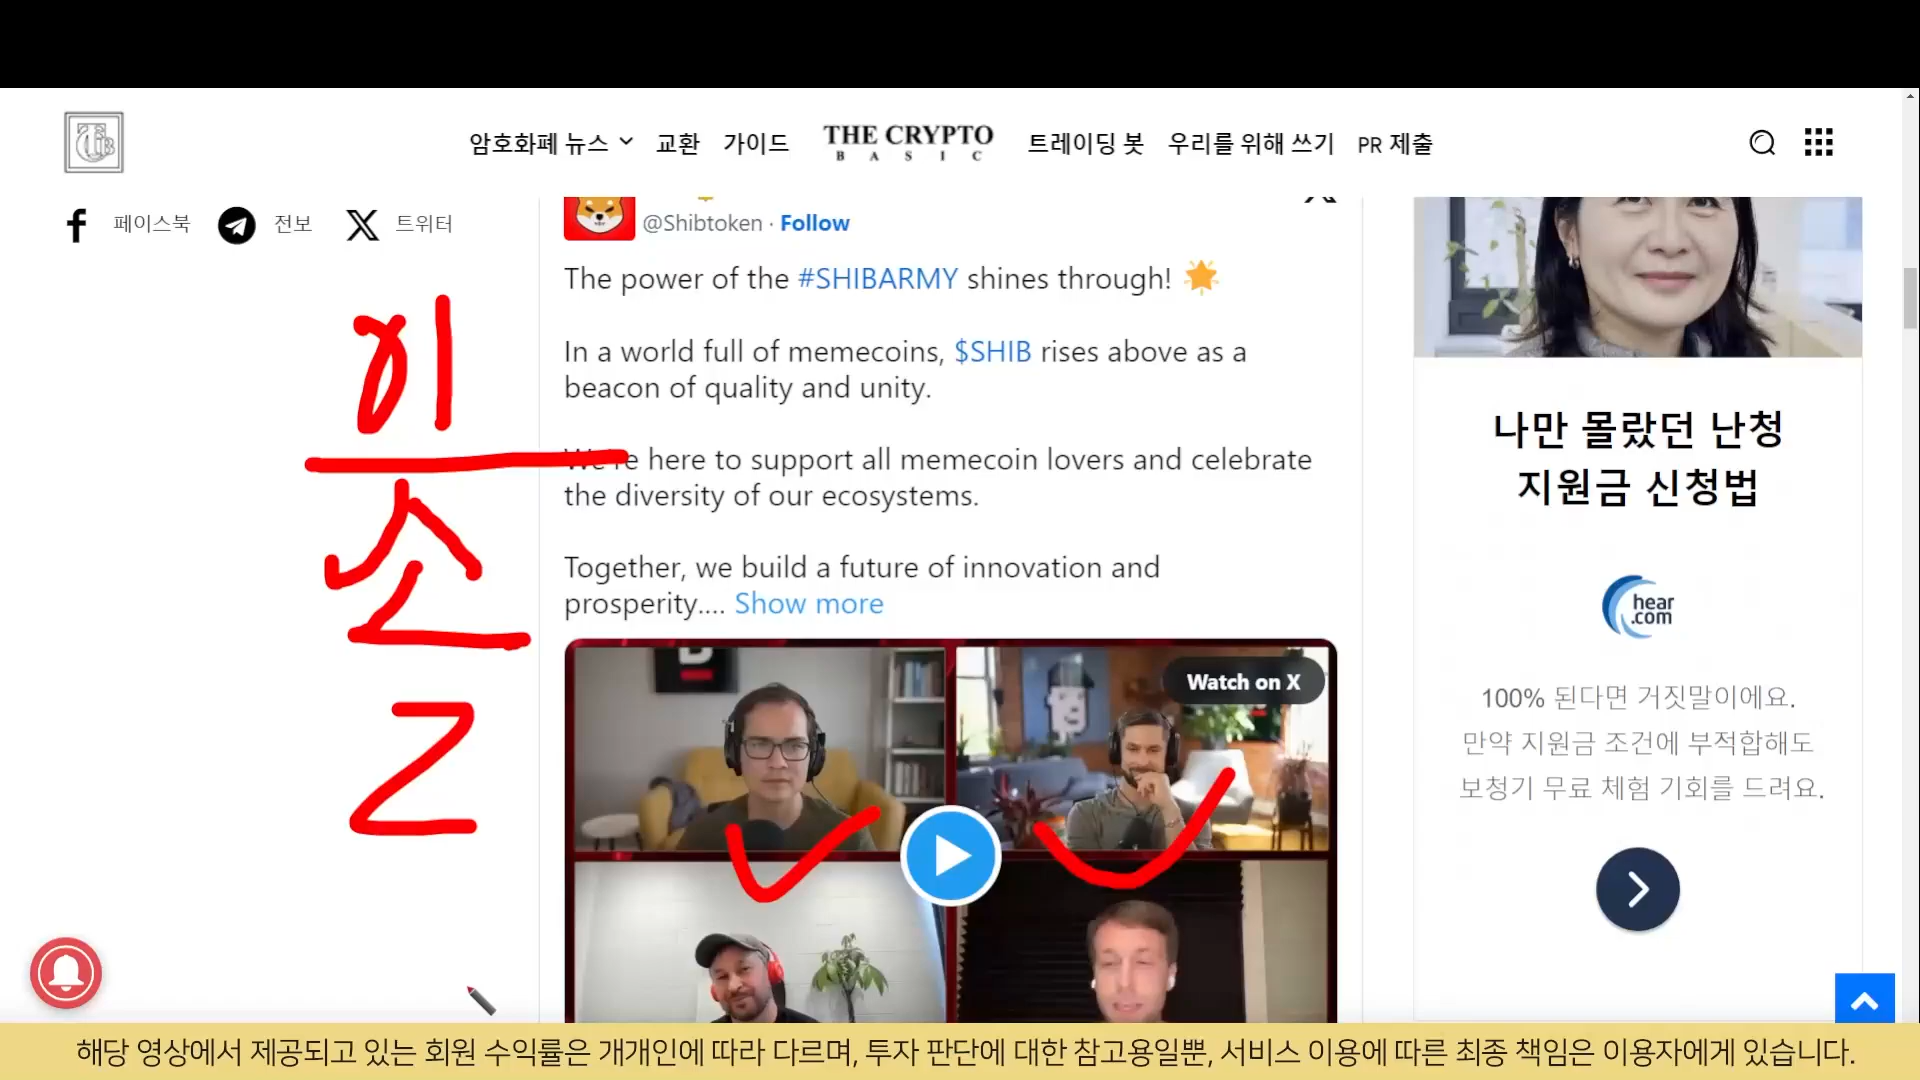 암호화폐 뉴스 교환 가이드 THE CRYPTO BASIC 트레이딩 봇 우리를 위해 쓰기 PR 제출
페이스북 전보 트위터
@Shibtoken · Follow
The power of the #SHIBARMY shines through!
In a world full of memecoins, $SHIB rises above as a
beacon of quality and unity.
We're here to support all memecoin lovers and celebrate
the diversity of our ecosystems.
Together, we build a future of innovation and
prosperity.... Show more
Watch on X
소
2
나만 몰랐던 난청
지원금 신청법
hear
.com
100% 된다면 거짓말이에요.
만약 지원금 조건에 부적합해도
보청기 무료 체험 기회를 드려요.
해당 영상에서 제공되고 있는 회원 수익률은 개개인에 따라 다르며, 투자 판단에 대한 참고용일뿐, 서비스 이용에 따른 최종 책임은 이용자에게 있습니다.